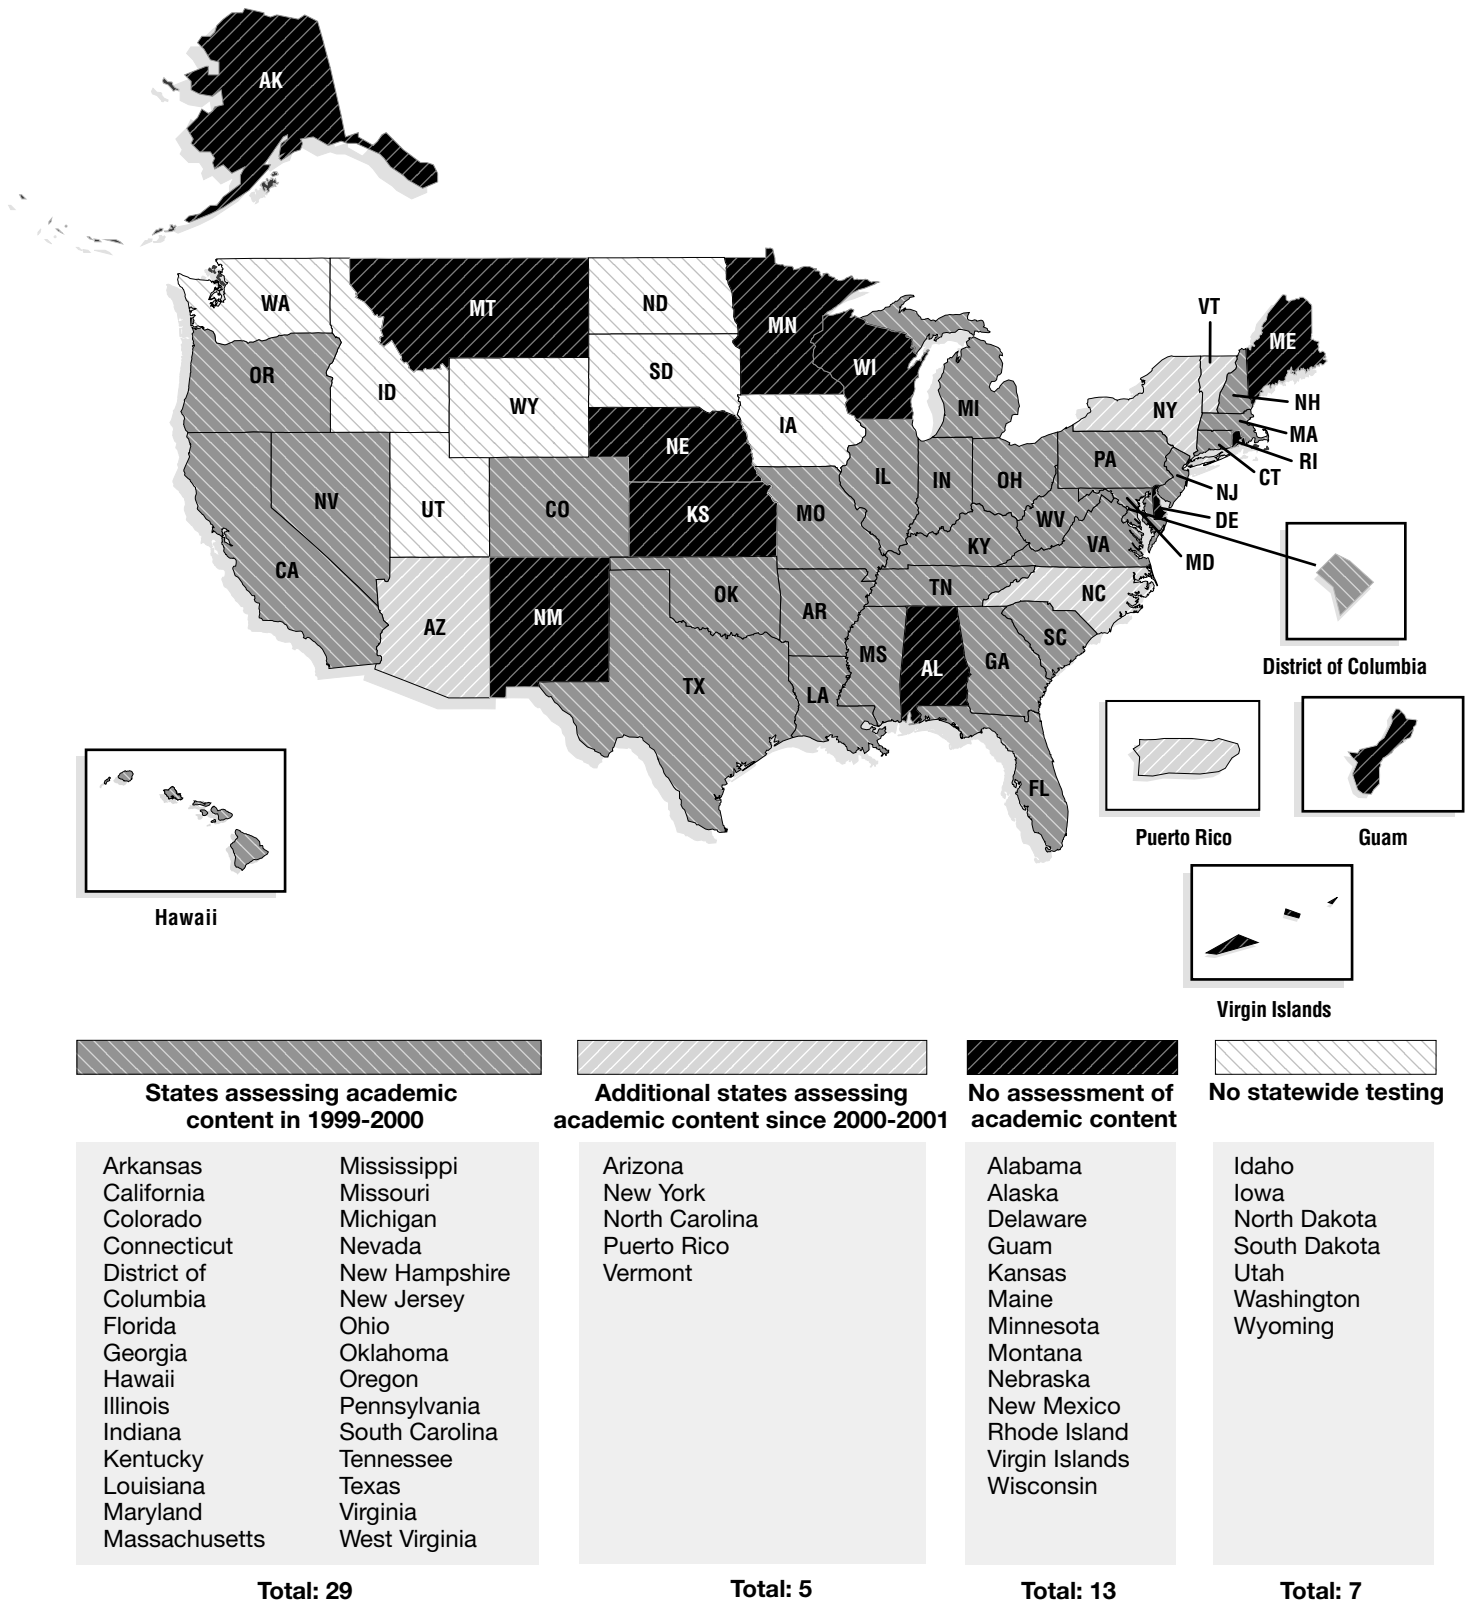 AK
WA
MT
ND
MN
VT
ME
OR
ID
SD
WI
WY
MI
NY
NH
IA
MA
NE
RI
NV
UT
CO
KS
IL
IN
OH
PA
CT
NJ
MO
WV
DE
KY
VA
MD
CA
OK
AR
TN
NC
AZ
NM
MS
AL
GA
SC
TX
LA
FL
District of Columbia
Puerto Rico
Guam
Hawaii
Virgin Islands
States assessing academic
content in 1999-2000
Arkansas
California
Colorado
Connecticut
District of
Columbia
Florida
Georgia
Hawaii
Illinois
Indiana
Kentucky
Louisiana
Maryland
Massachusetts
Mississippi
Missouri
Michigan
Nevada
New Hampshire
New Jersey
Ohio
Oklahoma
Oregon
Pennsylvania
South Carolina
Tennessee
Texas
Virginia
West Virginia
Total: 29
Additional states assessing
academic content since 2000-2001
Arizona
New York
North Carolina
Puerto Rico
Vermont
Total: 5
No assessment of
academic content
Alabama
Alaska
Delaware
Guam
Kansas
Maine
Minnesota
Montana
Nebraska
New Mexico
Rhode Island
Virgin Islands
Wisconsin
Total: 13
No statewide testing
Idaho
Iowa
North Dakota
South Dakota
Utah
Washington
Wyoming
Total: 7